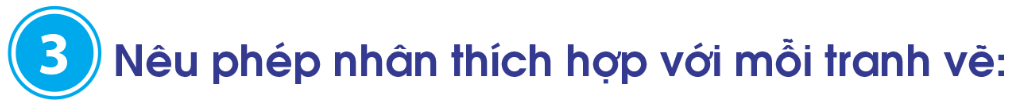 3 Nêu phép nhân thích hợp với mỗi tranh vẽ: